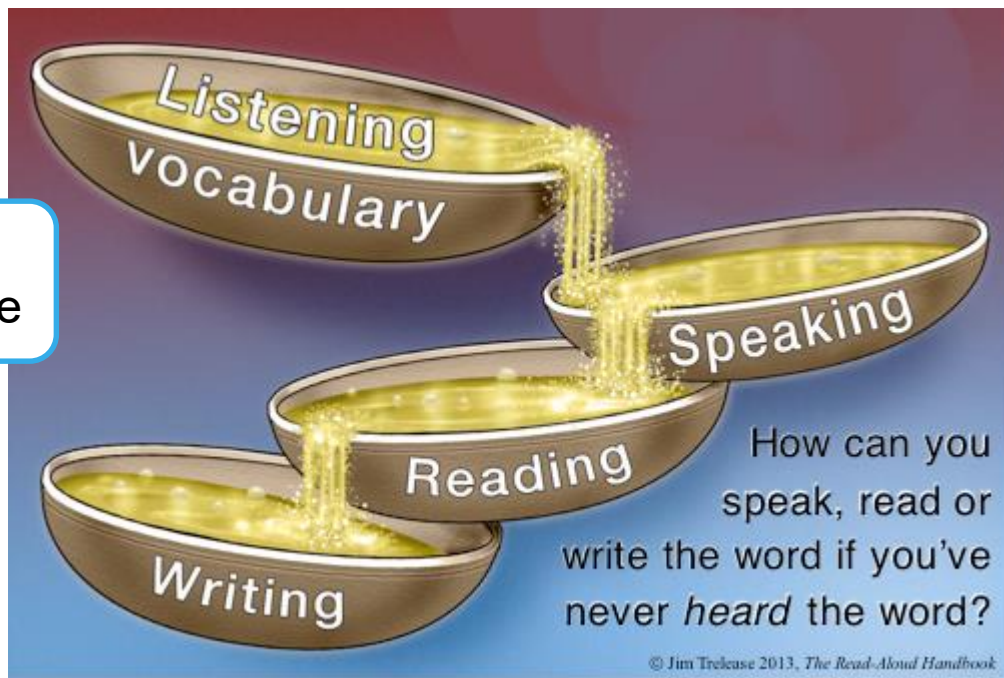 Listening
vocabulary
Speaking
Reading
Writing
How can you
speak, read or
write the word if you've
never heard the word?
© Jim Trelease 2013, The Read-Aloud Handbook